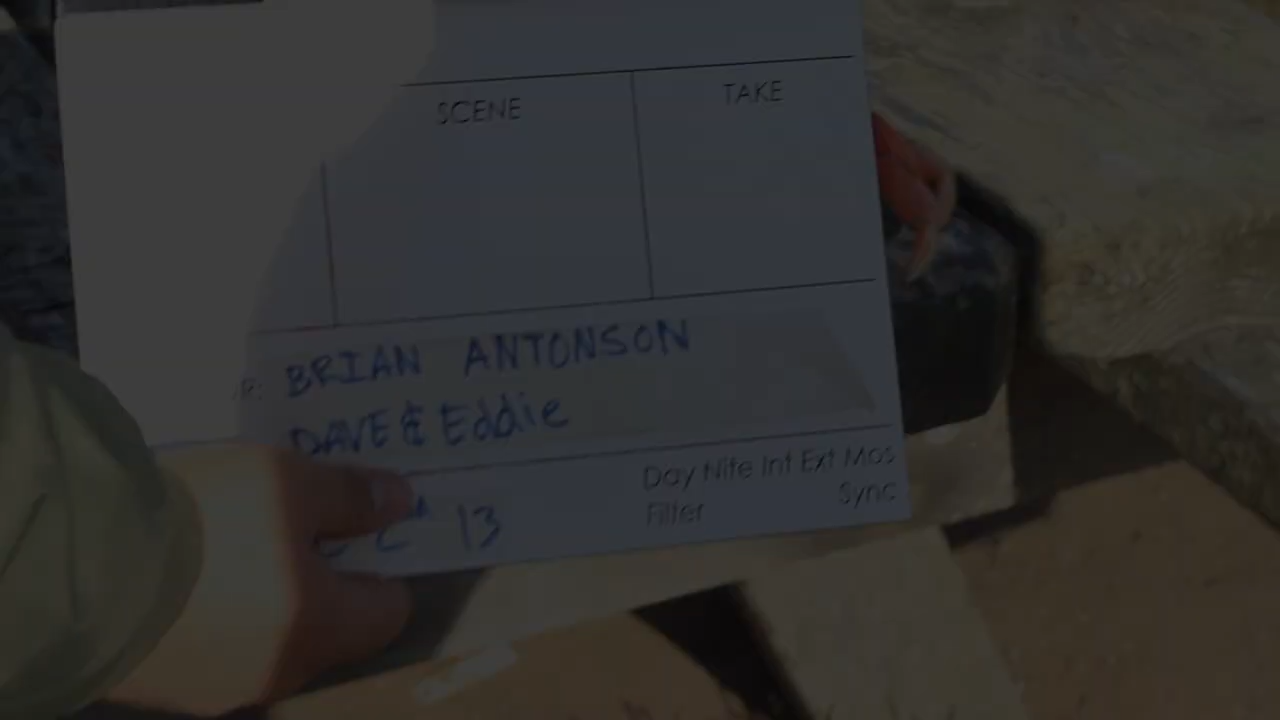 SCENE TAKE
R: BRIAN ANTONSON
DAVE & Eddie
Day Nite Int Ext Mos
13 Filter Sync